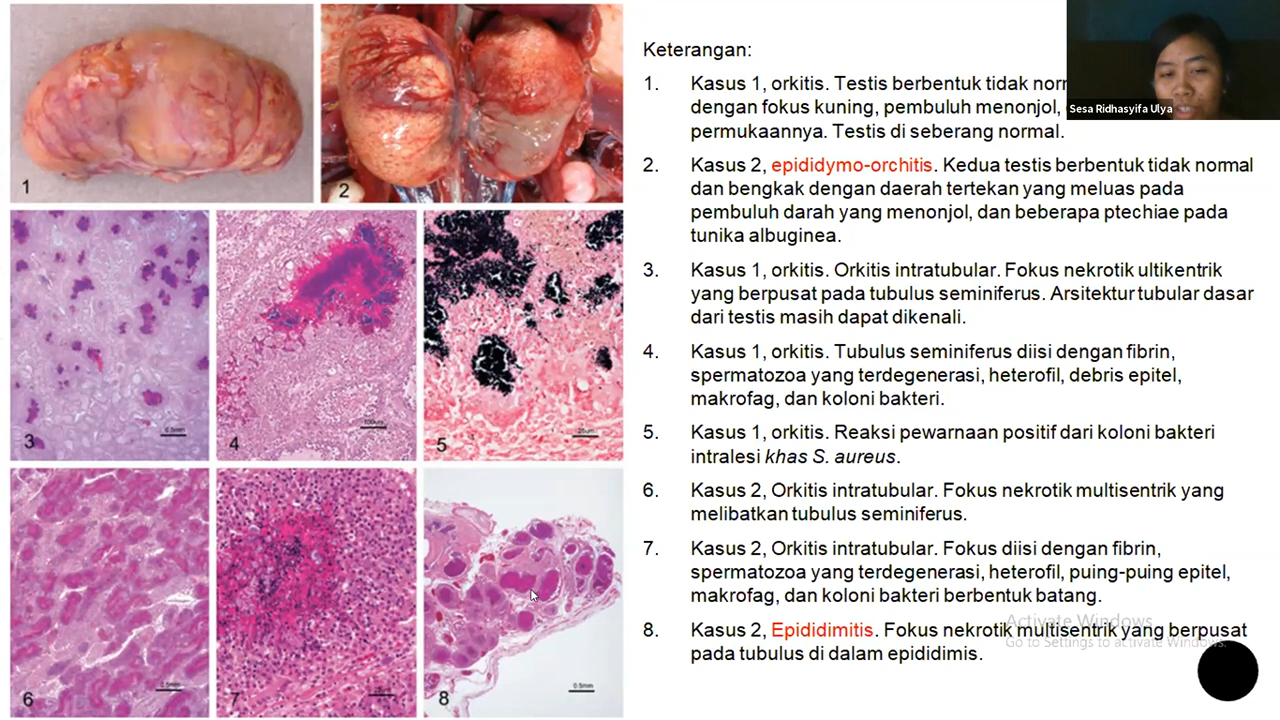 Keterangan:
1. Kasus 1, orkitis. Testis berbentuk tidak
dengan fokus kuning, pembuluh menonjol,
permukaannya. Testis di seberang normal.
Sesa Ridhasyifa Ulya
2. Kasus 2, epididymo-orchitis. Kedua testis berbentuk tidak normal
dan bengkak dengan daerah tertekan yang meluas pada
pembuluh darah yang menonjol, dan beberapa ptechiae pada
tunika albuginea.
3. Kasus 1, orkitis. Orkitis intratubular. Fokus nekrotik ultikentrik
yang berpusat pada tubulus seminiferus. Arsitektur tubular dasar
dari testis masih dapat dikenali.
4. Kasus 1, orkitis. Tubulus seminiferus diisi dengan fibrin,
spermatozoa yang terdegenerasi, heterofil, debris epitel,
makrofag, dan koloni bakteri.
5. Kasus 1, orkitis. Reaksi pewarnaan positif dari koloni bakteri
intralesi khas S. aureus.
6. Kasus 2, Orkitis intratubular. Fokus nekrotik multisentrik yang
melibatkan tubulus seminiferus.
7. Kasus 2, Orkitis intratubular. Fokus diisi dengan fibrin,
spermatozoa yang terdegenerasi, heterofil, puing-puing epitel,
makrofag, dan koloni bakteri berbentuk batang.
8. Kasus 2, Epididimitis. Fokus nekrotik multisentrik yang berpusat
pada tubulus di dalam epididimis.
Activate Windows
Go to Settings to activate Windows.
1
2
3
0.5mm
4
100um
5
6
0.5mm
7
8
0.5mm